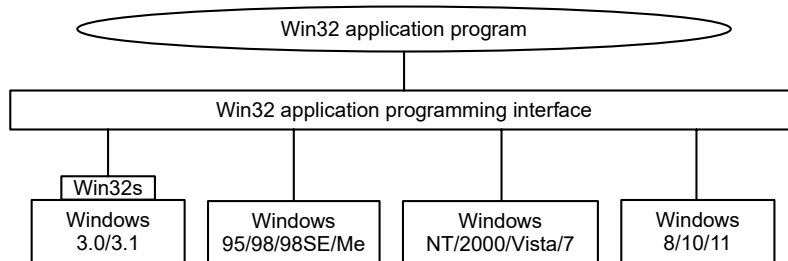 Win32 application program
Win32 application programming interface
Win32s
Windows
3.0/3.1
Windows
95/98/98SE/Me
Windows
NT/2000/Vista/7
Windows
8/10/11